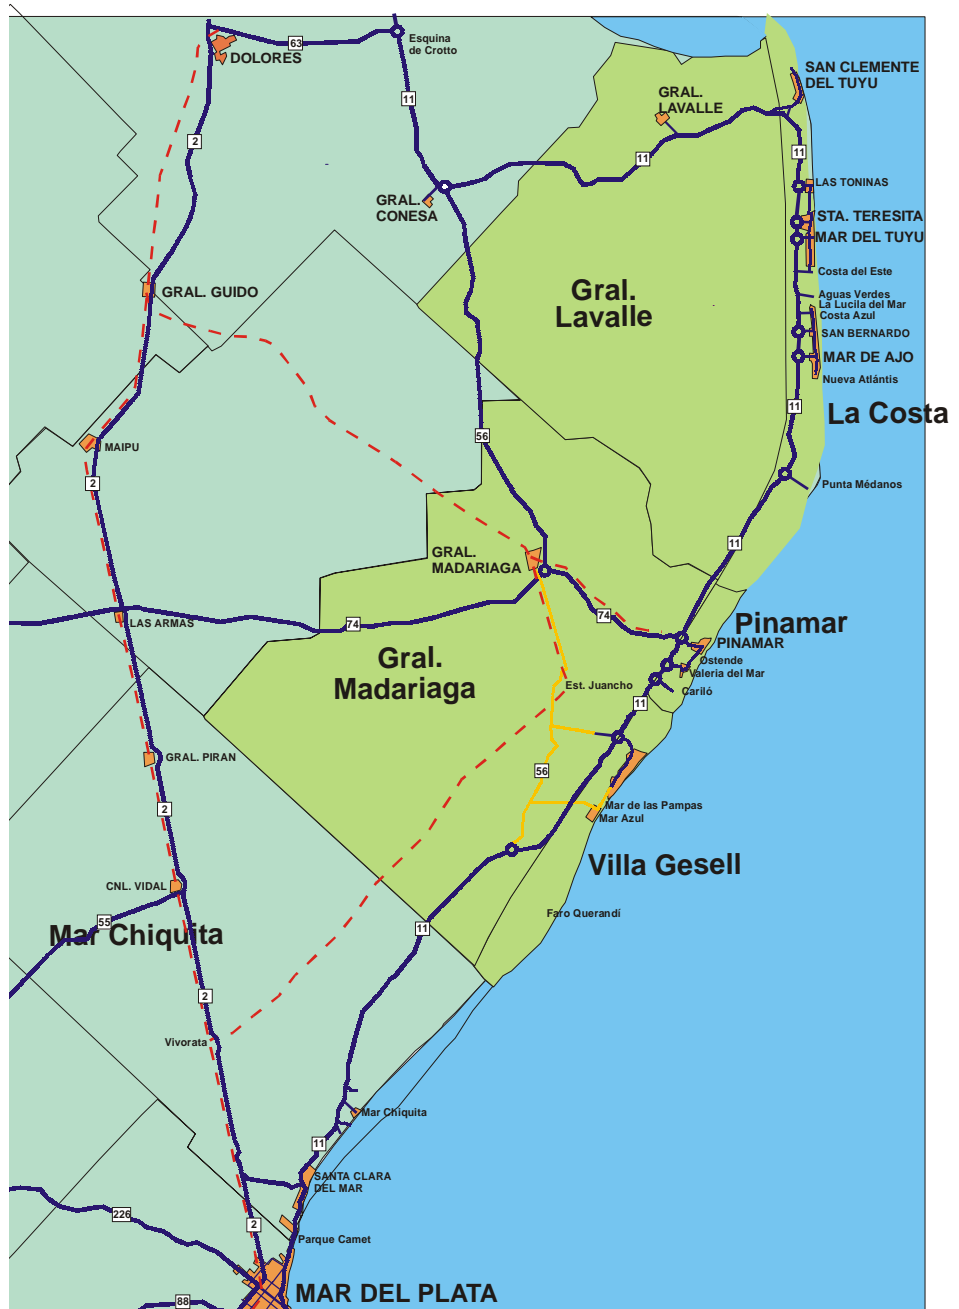 63
Esquina
de Crotto
DOLORES
SAN CLEMENTE
DEL TUYU
11
GRAL.
LAVALLE
2
11
11
LAS TONINAS
GRAL.
CONESA
STA. TERESITA
MAR DEL TUYU
Costa del Este
GRAL. GUIDO
Gral.
Lavalle
Aguas Verdes
La Lucila del Mar
Costa Azul
SAN BERNARDO
MAR DE AJO
Nueva Atlántis
11
La Costa
56
MAIPU
2
Punta Médanos
11
GRAL.
MADARIAGA
LAS ARMAS
74
74
Pinamar
PINAMAR
Gral.
Madariaga
Ostende
Valeria del Mar
Est. Juancho
Cariló
11
GRAL. PIRAN
56
2
Mar de las Pampas
Mar Azul
Villa Gesell
CNL. VIDAL
55
Mar Chiquita
Faro Querandí
11
2
Vivorata
Mar Chiquita
11
SANTA CLARA
DEL MAR
226
2
Parque Camet
MAR DEL PLATA
88